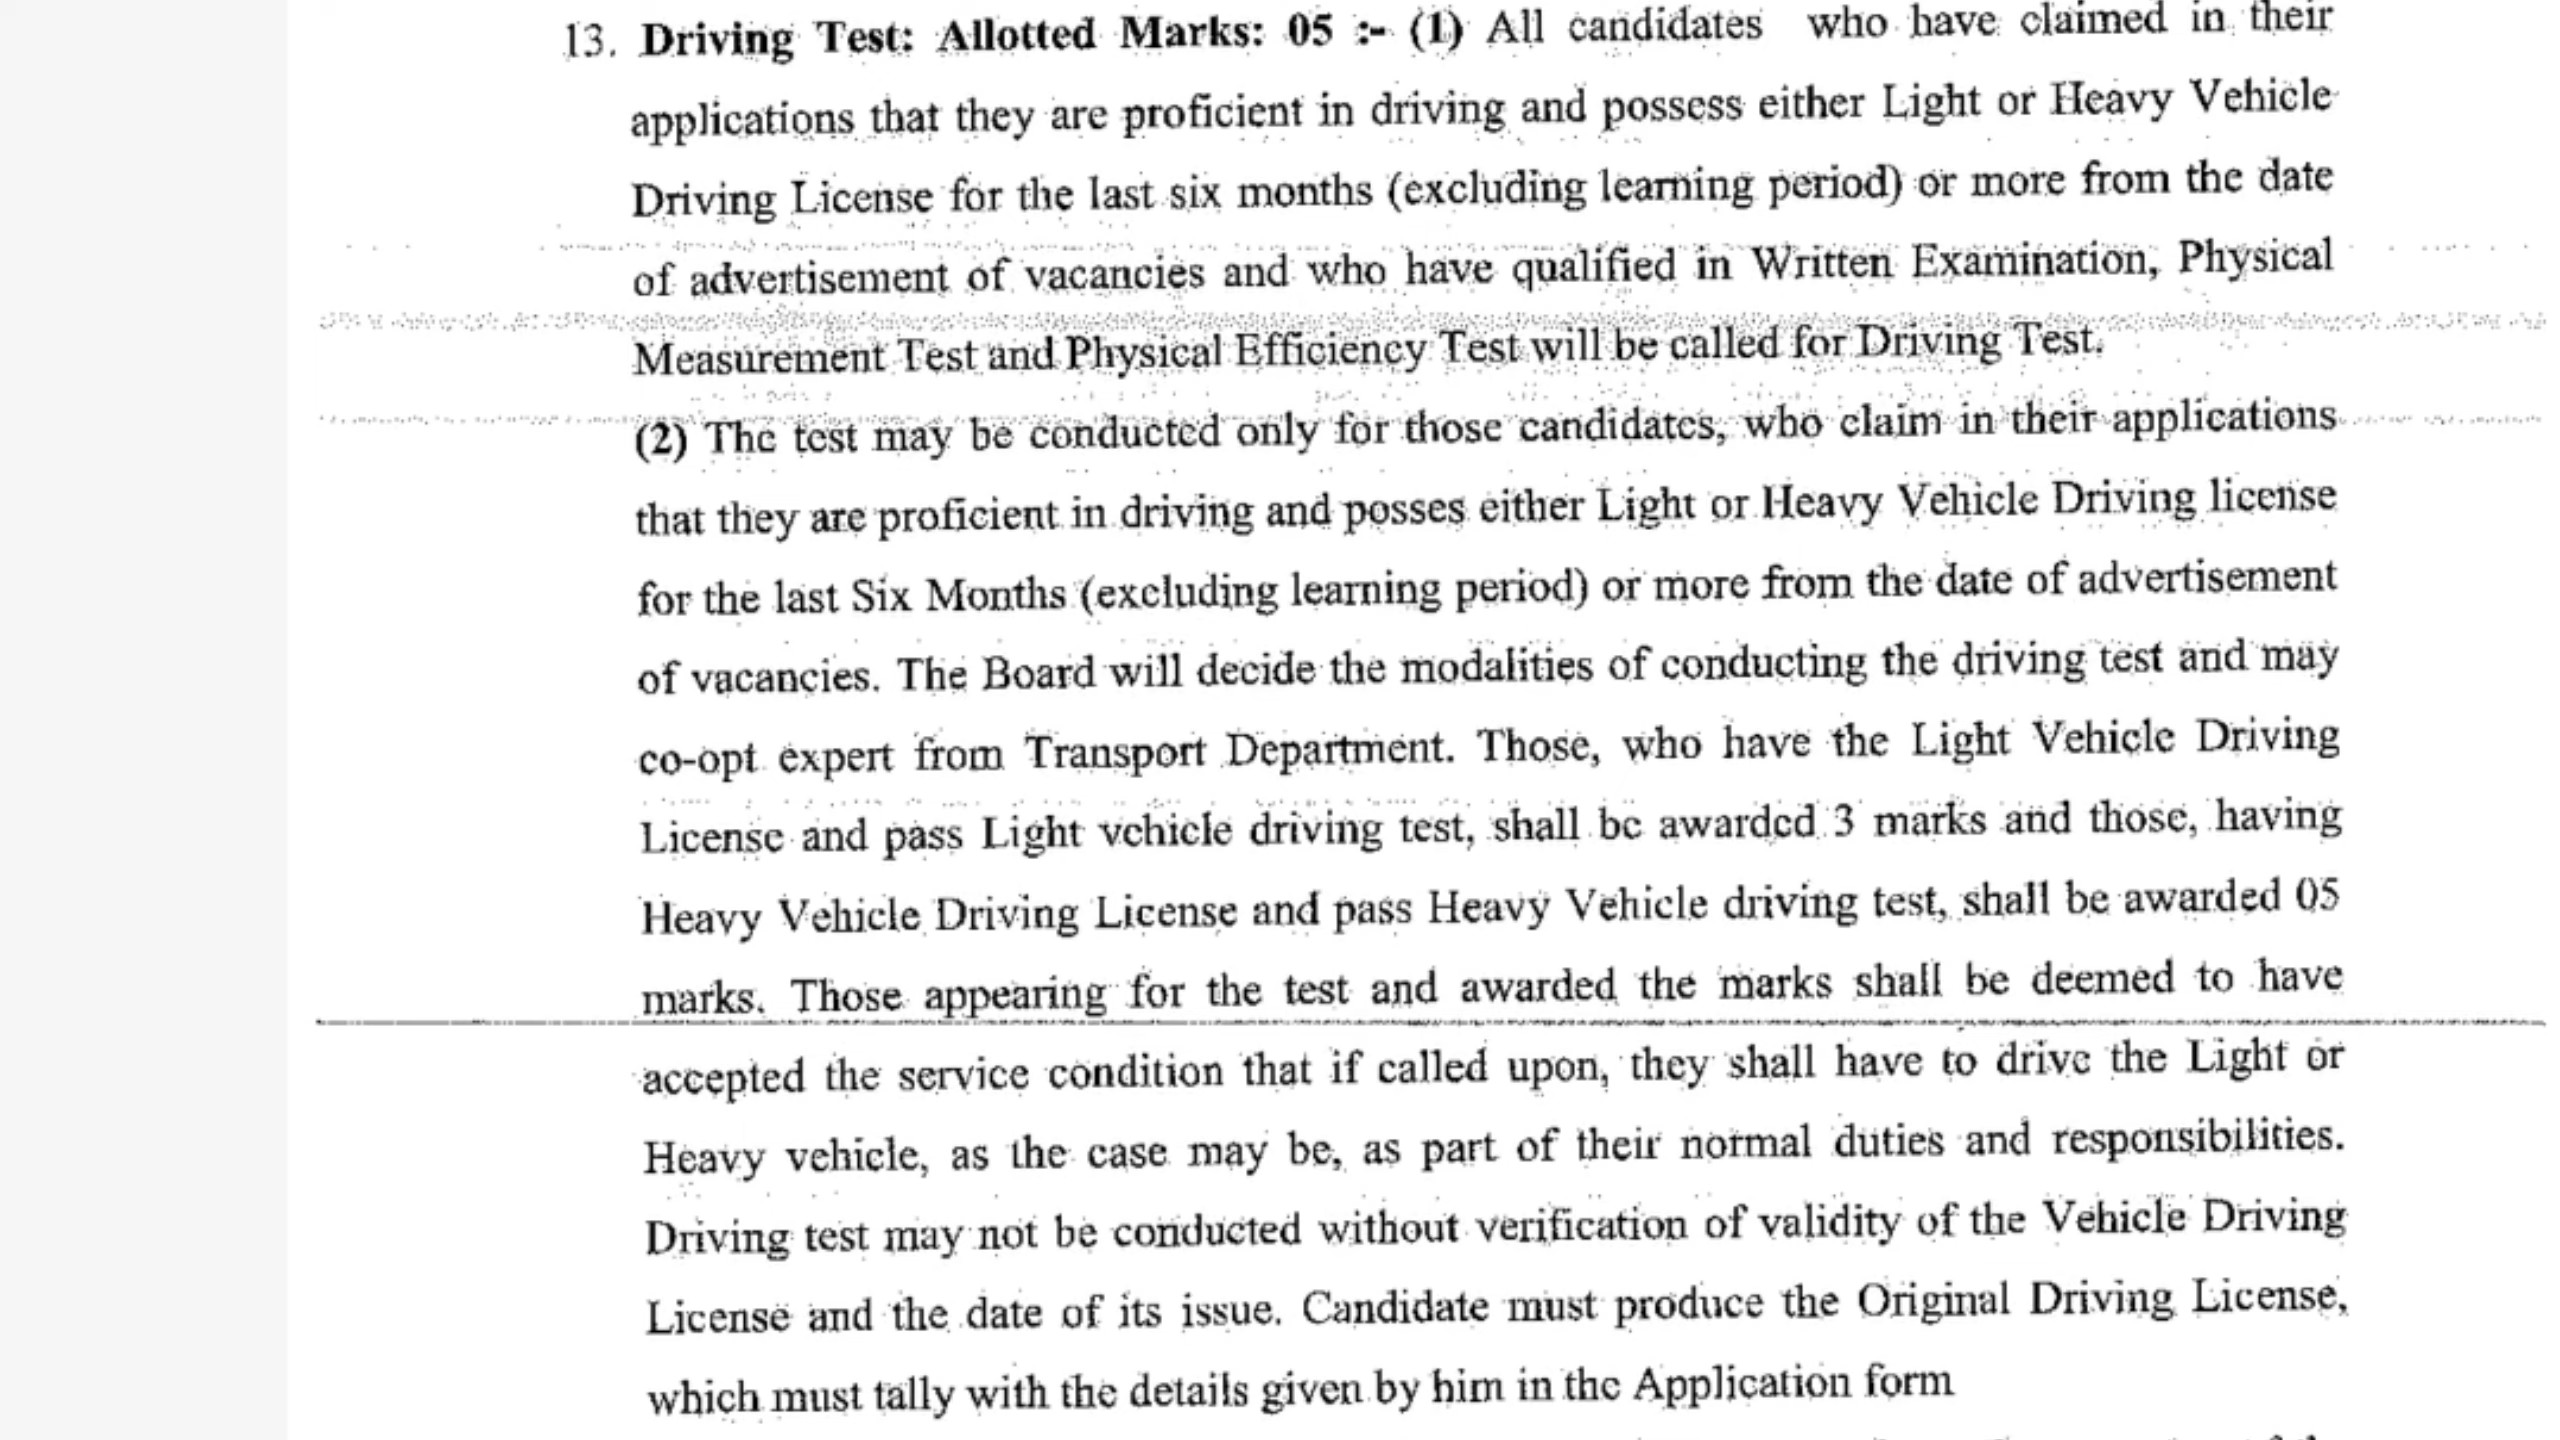 13. Driving Test: Allotted Marks: 05 :- (1) All candidates who have claimed in their
applications that they are proficient in driving and possess either Light or Heavy Vehicle
Driving License for the last six months (excluding learning period) or more from the date
of advertisement of vacancies and who have qualified in Written Examination, Physical
Measurement Test and Physical Efficiency Test will be called for Driving Test.
(2) The test may be conducted only for those candidates, who claim in their applications
that they are proficient in driving and posses either Light or Heavy Vehicle Driving license
for the last Six Months (excluding learning period) or more from the date of advertisement
of vacancies. The Board will decide the modalities of conducting the driving test and may
co-opt expert from Transport Department. Those, who have the Light Vehicle Driving
License and pass Light vehicle driving test, shall be awarded 3 marks and those, having
Heavy Vehicle Driving License and pass Heavy Vehicle driving test, shall be awarded 05
marks. Those appearing for the test and awarded the marks shall be deemed to have
accepted the service condition that if called upon, they shall have to drive the Light or
Heavy vehicle, as the case may be, as part of their normal duties and responsibilities.
Driving test may not be conducted without verification of validity of the Vehicle Driving
License and the date of its issue. Candidate must produce the Original Driving License,
which must tally with the details given by him in the Application form